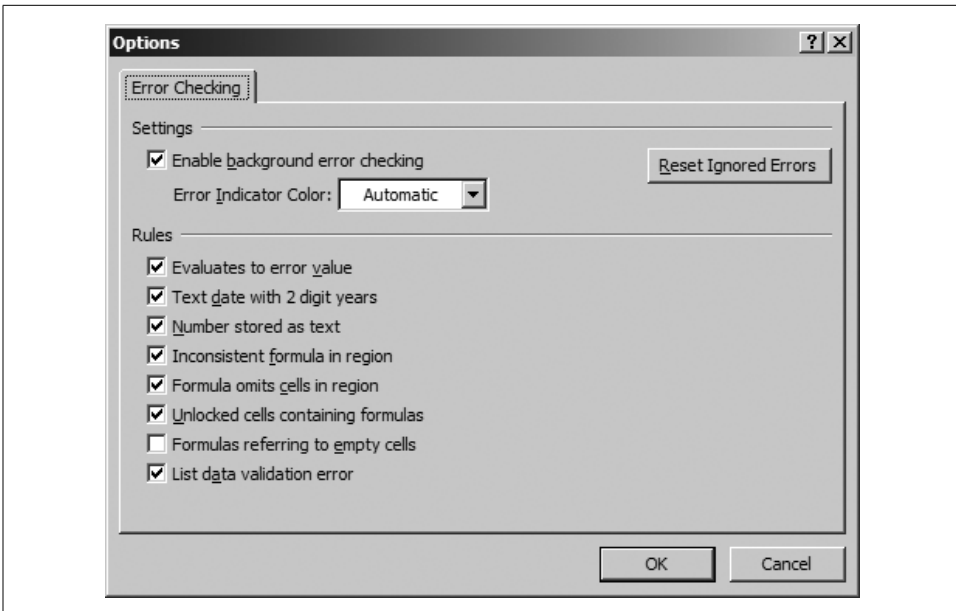 Options
Error Checking
Settings
Enable background error checking
Reset Ignored Errors
Error Indicator Color: Automatic
Rules
Evaluates to error value
Text date with 2 digit years
Number stored as text
Inconsistent formula in region
Formula omits cells in region
Unlocked cells containing formulas
Formulas referring to empty cells
List data validation error
OK
Cancel